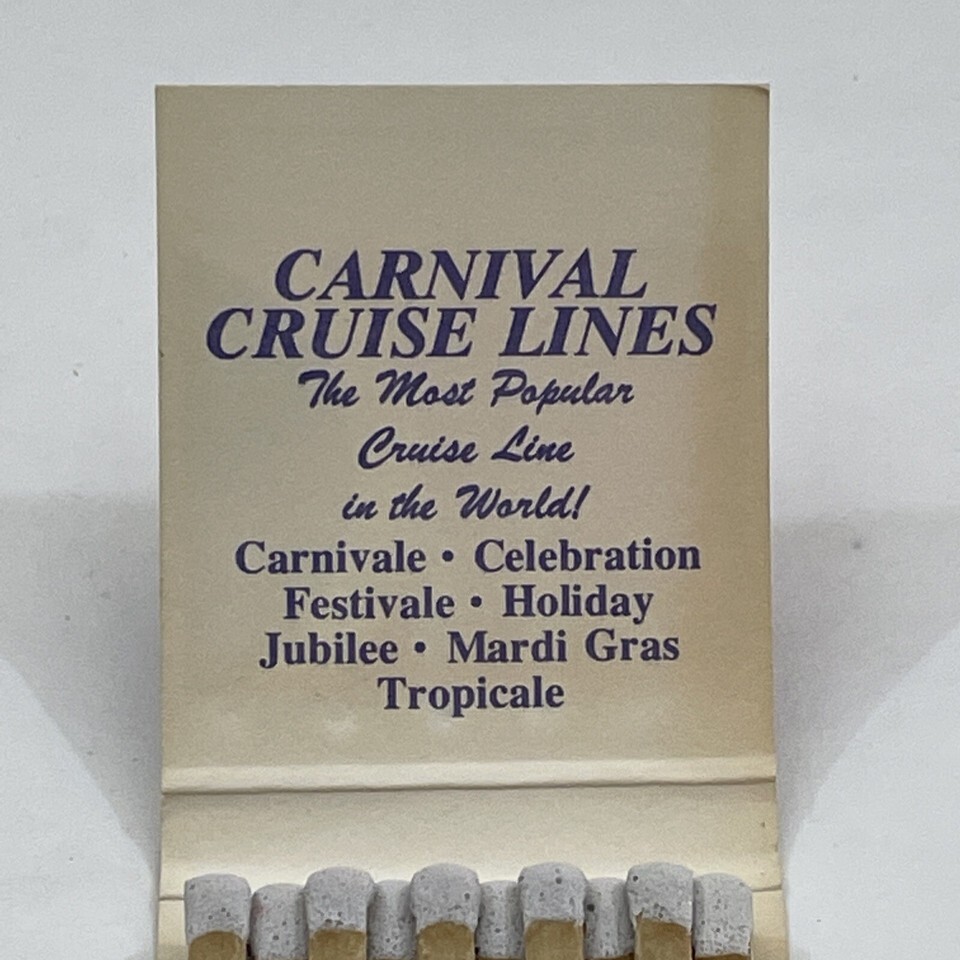 CARNIVAL
CRUISE LINES
The Most Popular
Cruise Line
in the World!
Carnivale • Celebration
Festivale • Holiday
Jubilee • Mardi Gras
Tropicale